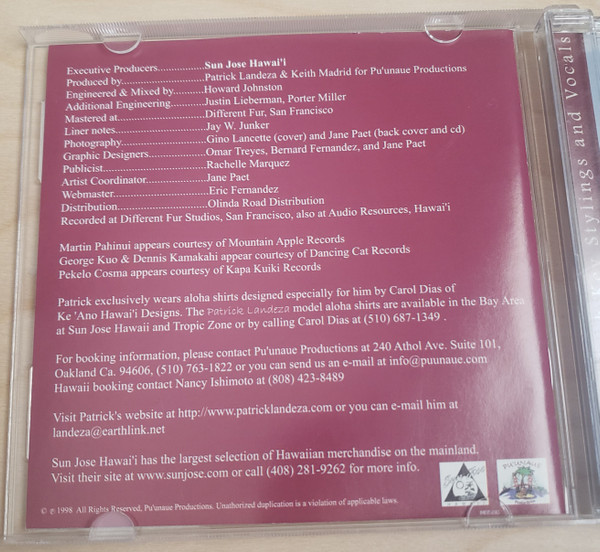 Executive Producers................Sun Jose Hawai'i
Produced by............................Patrick Landeza & Keith Madrid for Pu'unaue Productions
Engineered & Mixed by..........Howard Johnston
Additional Engineering...........Justin Lieberman, Porter Miller
Mastered at..............................Different Fur, San Francisco
Liner notes...............................Jay W. Junker
Photography.............................Gino Lancette (cover) and Jane Paet (back cover and cd)
Graphic Designers....................Omar Treyes, Bernard Fernandez, and Jane Paet
Publicist....................................Rachelle Marquez
Artist Coordinator.....................Jane Paet
Webmaster................................Eric Fernandez
Distribution...............................Olinda Road Distribution
Recorded at Different Fur Studios, San Francisco, also at Audio Resources, Hawai'i
Martin Pahinui appears courtesy of Mountain Apple Records
George Kuo & Dennis Kamakahi appear courtesy of Dancing Cat Records
Pekelo Cosma appears courtesy of Kapa Kuiki Records
Patrick exclusively wears aloha shirts designed especially for him by Carol Dias of
Ke 'Ano Hawai'i Designs. The Patrick Landeza model aloha shirts are available in the Bay Area
at Sun Jose Hawaii and Tropic Zone or by calling Carol Dias at (510) 687-1349 .
For booking information, please contact Pu'unaue Productions at 240 Athol Ave. Suite 101,
Oakland Ca. 94606, (510) 763-1822 or you can send us an e-mail at info@puunaue.com
Hawaii booking contact Nancy Ishimoto at (808) 423-8489
Visit Patrick's website at http://www.patricklandeza.com or you can e-mail him at
landeza@earthlink.net
Sun Jose Hawai'i has the largest selection of Hawaiian merchandise on the mainland.
Visit their site at www.sunjose.com or call (408) 281-9262 for more info.
© ℗ 1998 All Rights Reserved, Pu'unaue Productions. Unathorized duplication is a violation of applicable laws.
PU'UNAUE
Stylings and Vocals